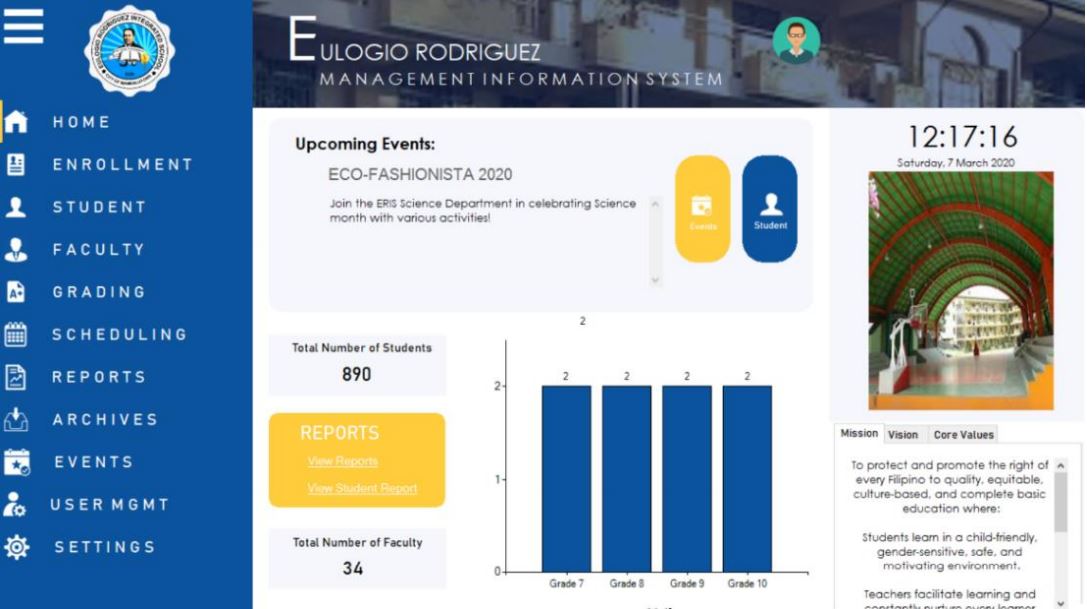 EULOGIO RODRIGUEZ
MANAGEMENT INFORMATION SYSTEM
HOME
ENROLLMENT
STUDENT
FACULTY
GRADING
SCHEDULING
REPORTS
ARCHIVES
EVENTS
USER MGMT
SETTINGS
Upcoming Events:
ECO-FASHIONISTA 2020
Join the ERIS Science Department in celebrating Science
month with various activities!
Events
Student
12:17:16
Saturday, 7 March 2020
Total Number of Students
890
REPORTS
View Reports
View Student Report
Total Number of Faculty
34
2
2 2 2 2
2
1
0
Grade 7 Grade 8 Grade 9 Grade 10
Mission Vision Core Values
To protect and promote the right of
every Filipino to quality, equitable,
culture-based, and complete basic
education where:
Students learn in a child-friendly,
gender-sensitive, safe, and
motivating environment.
Teachers facilitate learning and
constantly nurture every learner